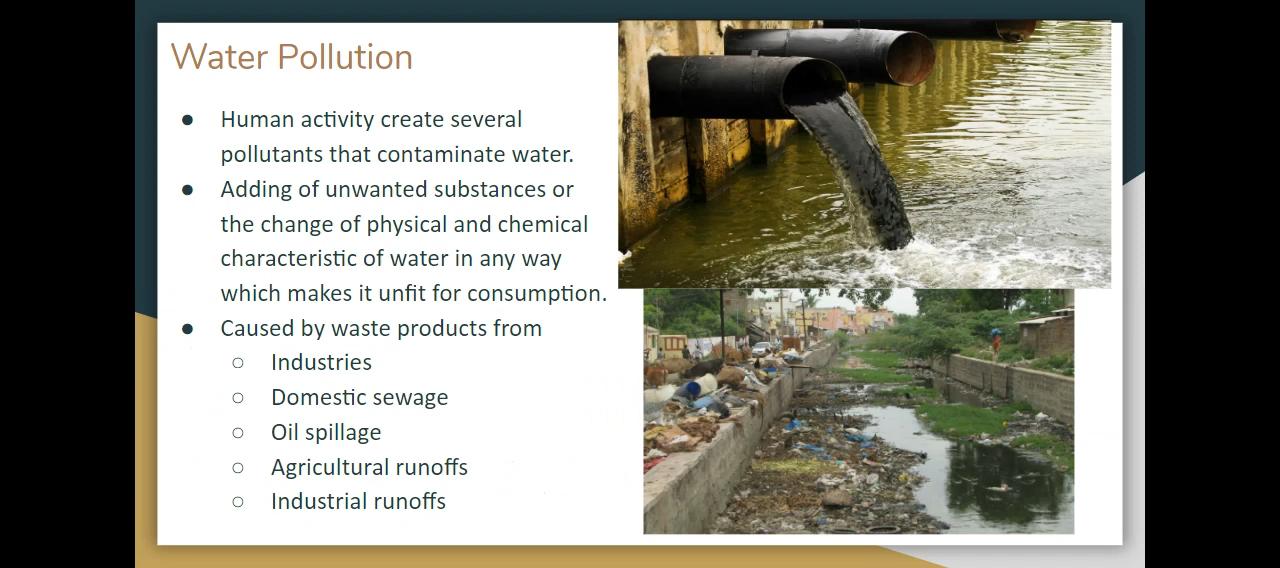 Water Pollution
● Human activity create several
pollutants that contaminate water.
● Adding of unwanted substances or
the change of physical and chemical
characteristic of water in any way
which makes it unfit for consumption.
● Caused by waste products from
○ Industries
○ Domestic sewage
○ Oil spillage
○ Agricultural runoffs
○ Industrial runoffs